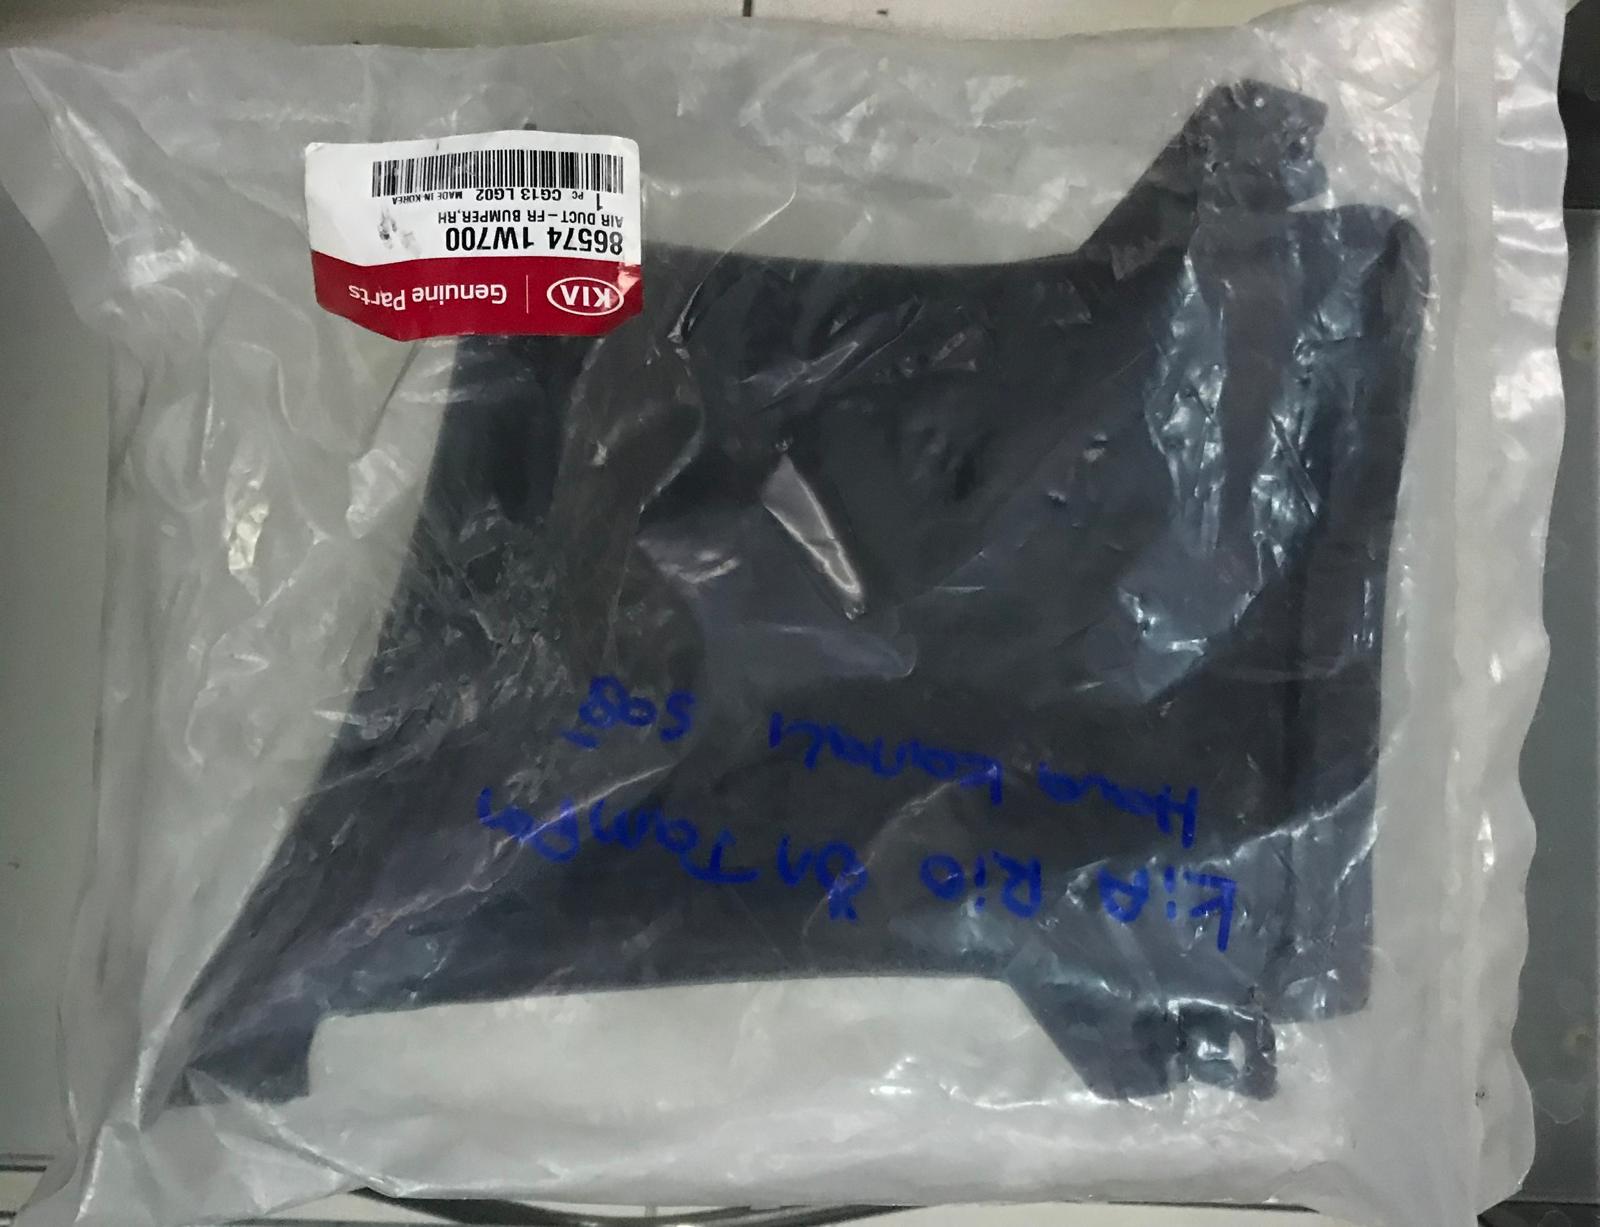 KIA Genuine Parts
86574 1W700
AIR DUCT-FR BUMPER,RH
1 PC CG13 LG02 MADE IN KOREA
KiA Rio ön Tampon
Hava kanalı SağĞ